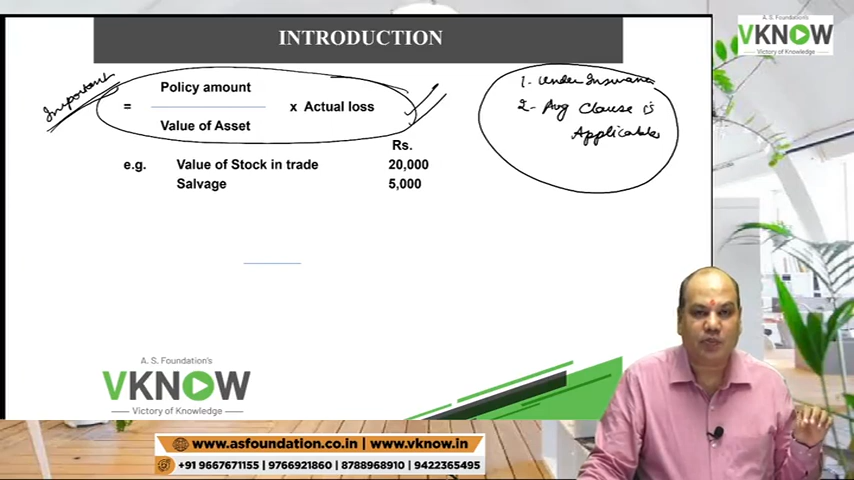 INTRODUCTION
A. S. Foundation's
VKNOW
Victory of Knowledge
Important
Policy amount
= x Actual loss
Value of Asset
1- Under Insurance
2- Avg Clause is
Applicable
Rs.
e.g. Value of Stock in trade 20,000
Salvage 5,000
A. S. Foundation's
VKNOW
Victory of Knowledge
www.asfoundation.co.in | www.vknow.in
+91 9667671155 | 9766921860 | 8788968910 | 9422365495